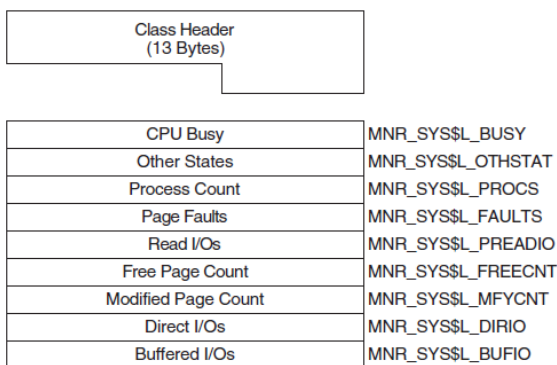 Class Header
(13 Bytes)
CPU Busy MNR_SYS$L_BUSY
Other States MNR_SYS$L_OTHSTAT
Process Count MNR_SYS$L_PROCS
Page Faults MNR_SYS$L_FAULTS
Read I/Os MNR_SYS$L_PREADIO
Free Page Count MNR_SYS$L_FREECNT
Modified Page Count MNR_SYS$L_MFYCNT
Direct I/Os MNR_SYS$L_DIRIO
Buffered I/Os MNR_SYS$L_BUFIO